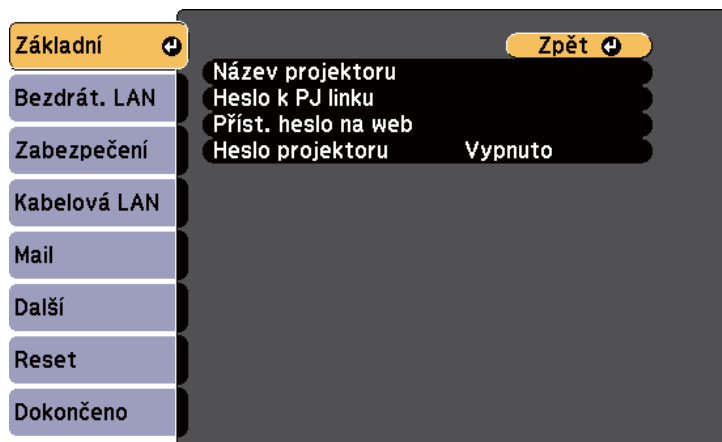 Základní
Bezdrát. LAN
Zabezpečení
Kabelová LAN
Mail
Další
Reset
Dokončeno
Zpět
Název projektoru
Heslo k PJ linku
Příst. heslo na web
Heslo projektoru Vypnuto